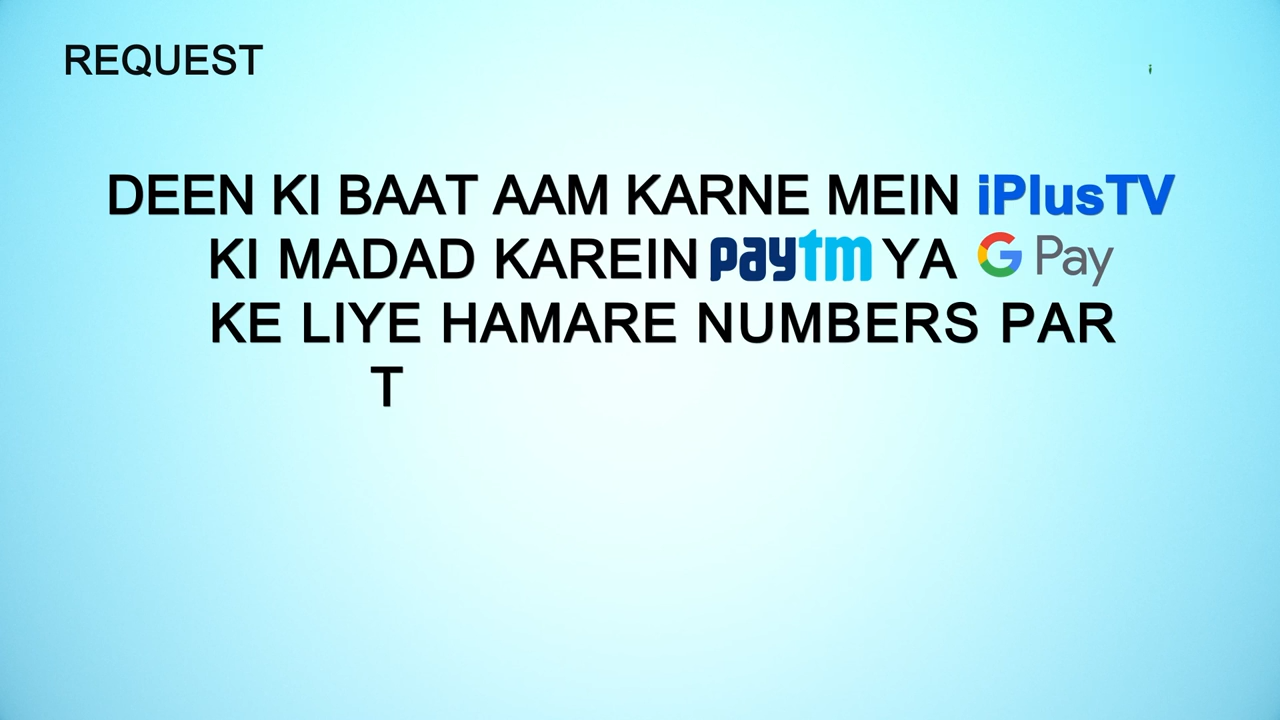 REQUEST
DEEN KI BAAT AAM KARNE MEIN iPlusTV
KI MADAD KAREIN paytm YA G Pay
KE LIYE HAMARE NUMBERS PAR
T